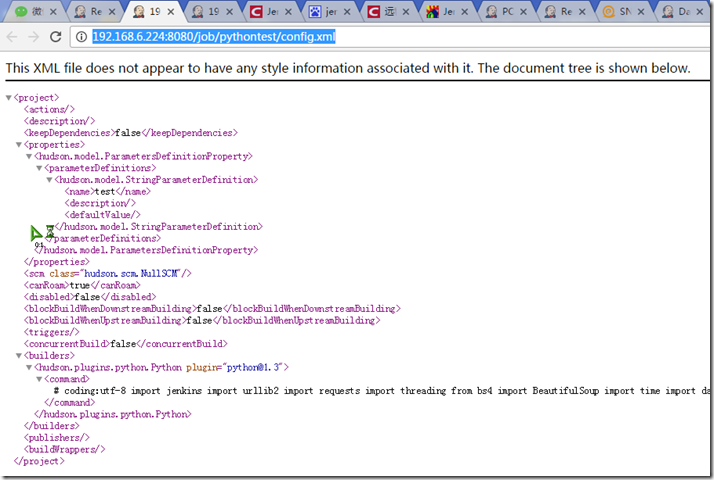 微 Re 19 19 Jen jer 远 Jer PC Re SN Da
192.168.6.224:8080/job/pythontest/config.xml
This XML file does not appear to have any style information associated with it. The document tree is shown below.
<project>
<actions/>
<description/>
<keepDependencies>false</keepDependencies>
<properties>
<hudson.model.ParametersDefinitionProperty>
<parameterDefinitions>
<hudson.model.StringParameterDefinition>
<name>test</name>
<description/>
<defaultValue/>
</hudson.model.StringParameterDefinition>
</parameterDefinitions>
</hudson.model.ParametersDefinitionProperty>
</properties>
<scm class="hudson.scm.NullSCM"/>
<canRoam>true</canRoam>
<disabled>false</disabled>
<blockBuildWhenDownstreamBuilding>false</blockBuildWhenDownstreamBuilding>
<blockBuildWhenUpstreamBuilding>false</blockBuildWhenUpstreamBuilding>
<triggers/>
<concurrentBuild>false</concurrentBuild>
<builders>
<hudson.plugins.python.Python plugin="python@1.3">
<command>
# coding:utf-8 import jenkins import urllib2 import requests import threading from bs4 import BeautifulSoup import time import
</command>
</hudson.plugins.python.Python>
</builders>
<publishers/>
<buildWrappers/>
</project>